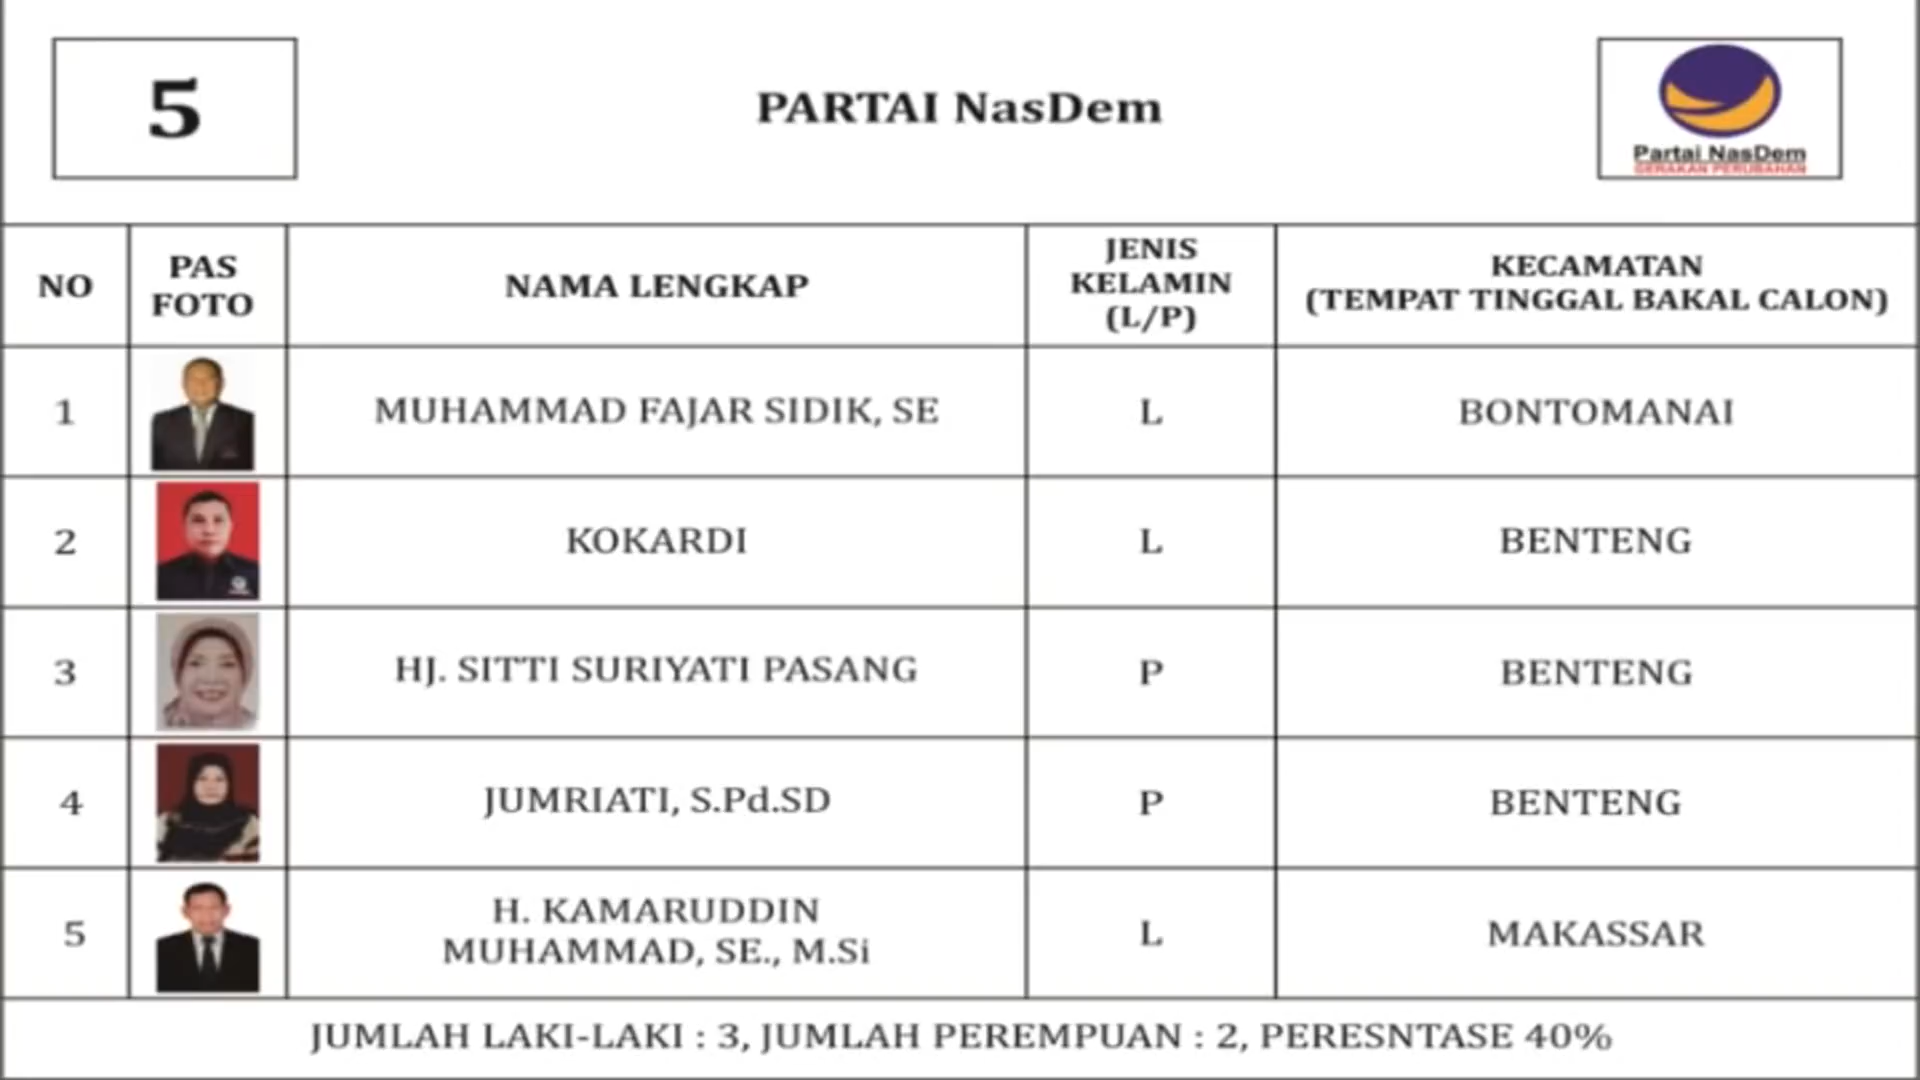 5
PARTAI NasDem
Partai NasDem
GERAKAN PERUBAHAN
NO
PAS
FOTO
NAMA LENGKAP
JENIS
KELAMIN
(L/P)
KECAMATAN
(TEMPAT TINGGAL BAKAL CALON)
1 MUHAMMAD FAJAR SIDIK, SE L BONTOMANAI
2 KOKARDI L BENTENG
3 HJ. SITTI SURIYATI PASANG P BENTENG
4 JUMRIATI, S.Pd.SD P BENTENG
5 H. KAMARUDDIN
MUHAMMAD, SE., M.Si L MAKASSAR
JUMLAH LAKI-LAKI : 3, JUMLAH PEREMPUAN : 2, PERESNTASE 40%